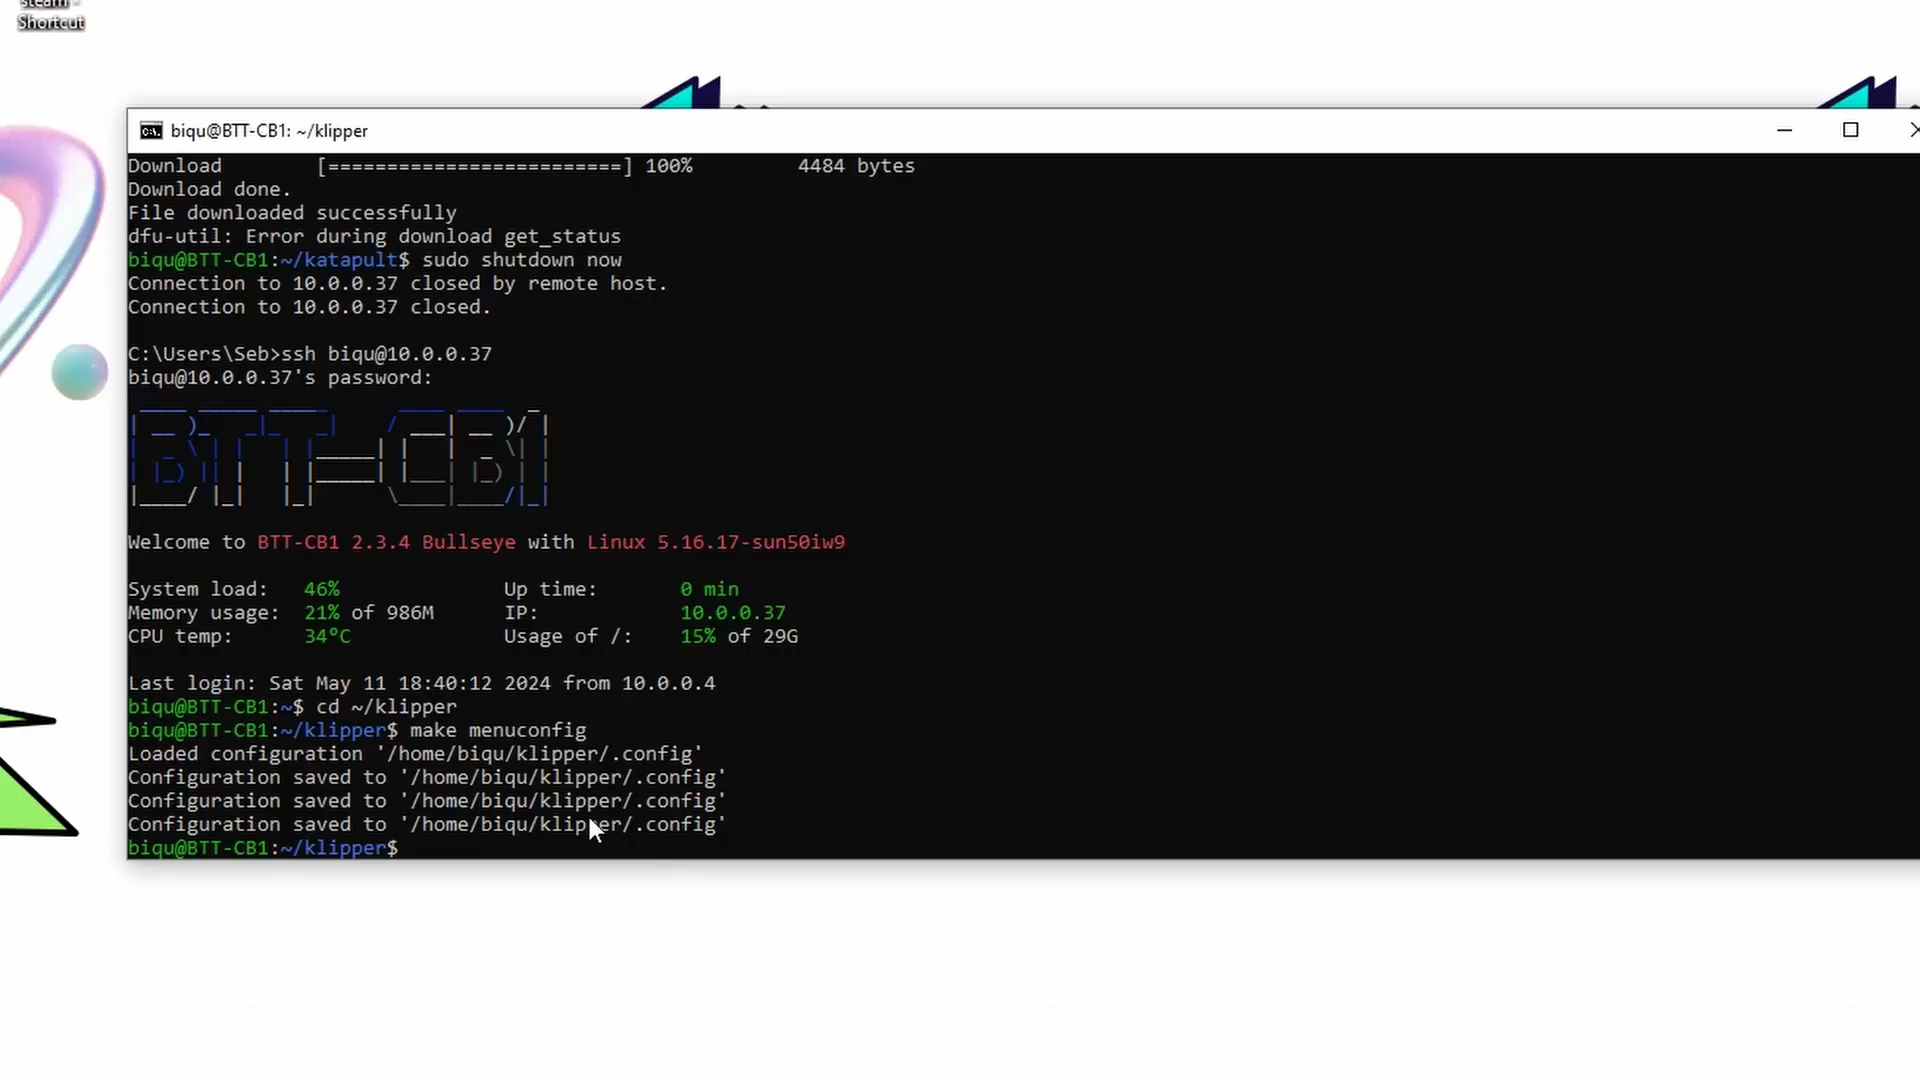 Shortcut
biqu@BTT-CB1: ~/klipper
Download        [=========================] 100%         4484 bytes
Download done.
File downloaded successfully
dfu-util: Error during download get_status
biqu@BTT-CB1:~/katapult$ sudo shutdown now
Connection to 10.0.0.37 closed by remote host.
Connection to 10.0.0.37 closed.
C:\Users\Seb>ssh biqu@10.0.0.37
biqu@10.0.0.37's password:
BTT-CB1
Welcome to BTT-CB1 2.3.4 Bullseye with Linux 5.16.17-sun50iw9
System load:   46%              Up time:       0 min
Memory usage:  21% of 986M      IP:            10.0.0.37
CPU temp:      34°C             Usage of /:    15% of 29G
Last login: Sat May 11 18:40:12 2024 from 10.0.0.4
biqu@BTT-CB1:~$ cd ~/klipper
biqu@BTT-CB1:~/klipper$ make menuconfig
Loaded configuration '/home/biqu/klipper/.config'
Configuration saved to '/home/biqu/klipper/.config'
Configuration saved to '/home/biqu/klipper/.config'
Configuration saved to '/home/biqu/klipper/.config'
biqu@BTT-CB1:~/klipper$